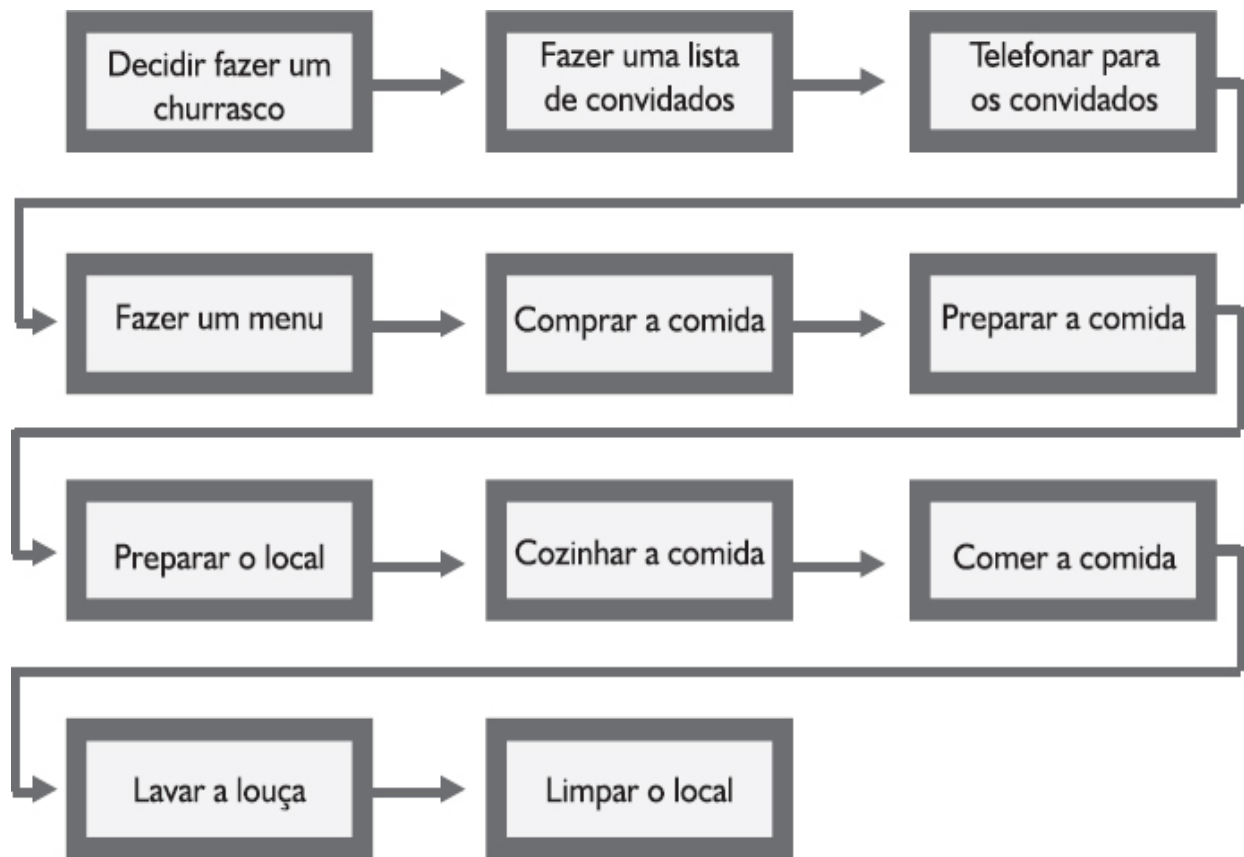 Decidir fazer um
churrasco
Fazer uma lista
de convidados
Telefonar para
os convidados
Fazer um menu
Comprar a comida
Preparar a comida
Preparar o local
Cozinhar a comida
Comer a comida
Lavar a louça
Limpar o local